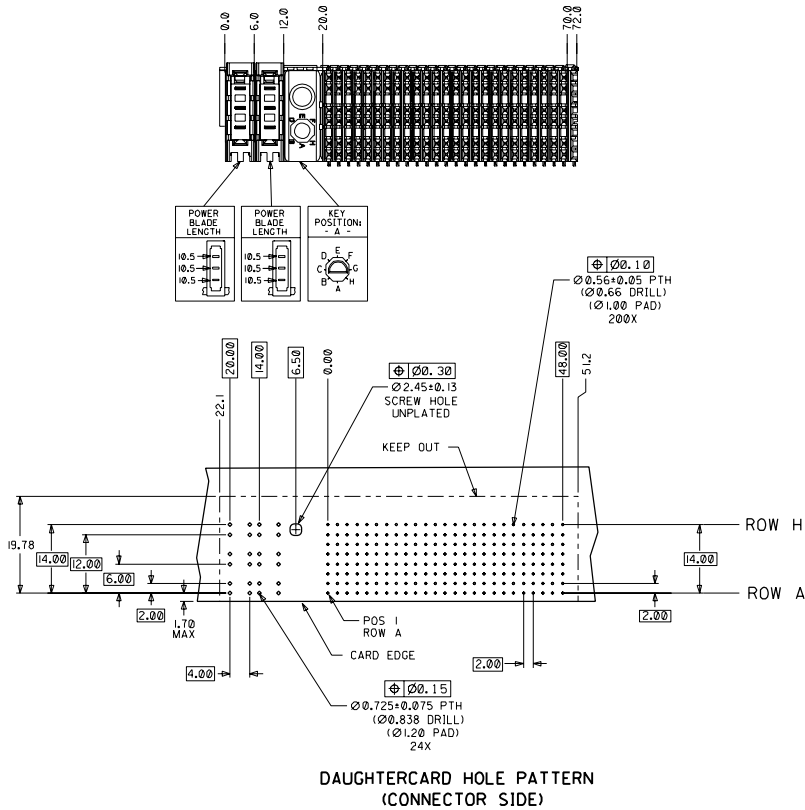 0.0
6.0
12.0
20.0
70.0
72.0
POWER
BLADE
LENGTH
10.5
10.5
10.5
POWER
BLADE
LENGTH
10.5
10.5
10.5
KEY
POSITION:
- A -
A
B
C
D
E
F
G
H
⌖ Ø0.10
Ø0.56±0.05 PTH
(Ø0.66 DRILL)
(Ø1.00 PAD)
200X
22.1
20.00
14.00
6.50
0.00
⌖ Ø0.30
Ø2.45±0.13
SCREW HOLE
UNPLATED
48.00
51.2
KEEP OUT
19.78
14.00
12.00
6.00
2.00
1.70
MAX
ROW H
14.00
ROW A
2.00
POS 1
ROW A
CARD EDGE
4.00
2.00
⌖ Ø0.15
Ø0.725±0.075 PTH
(Ø0.838 DRILL)
(Ø1.20 PAD)
24X
DAUGHTERCARD HOLE PATTERN
(CONNECTOR SIDE)